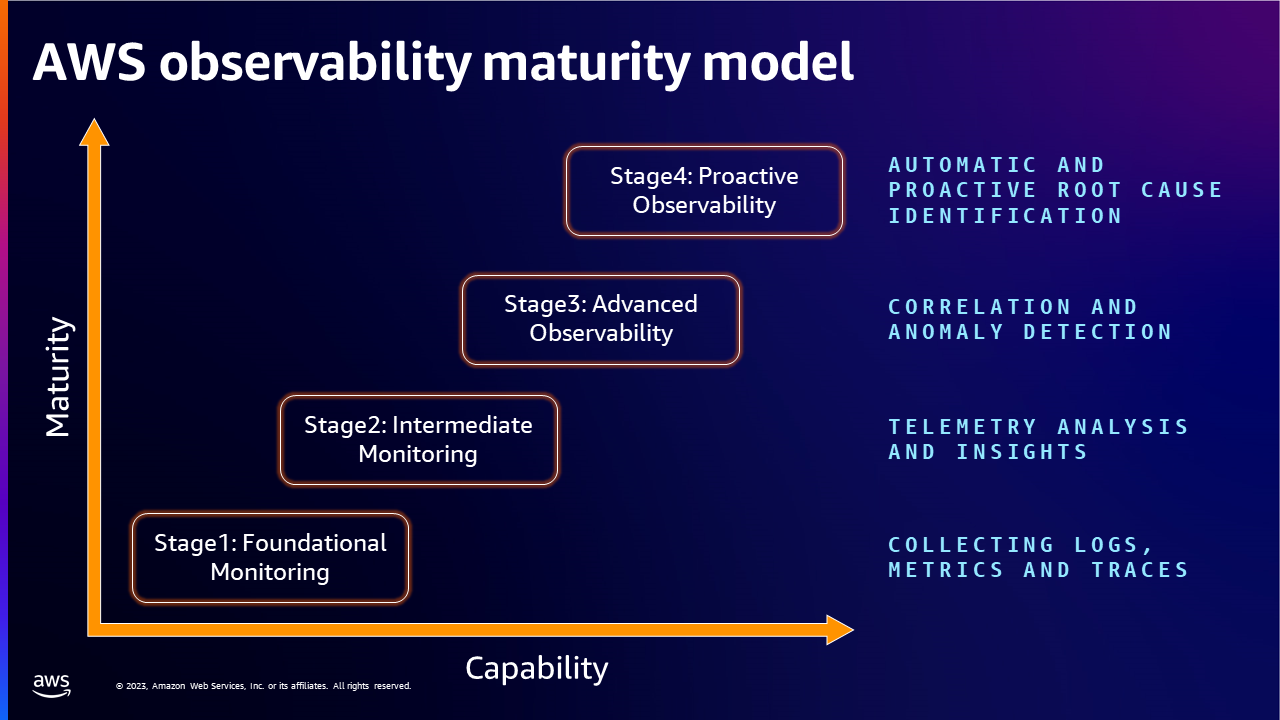 AWS observability maturity model
Stage4: Proactive
Observability
AUTOMATIC AND
PROACTIVE ROOT CAUSE
IDENTIFICATION
Stage3: Advanced
Observability
CORRELATION AND
ANOMALY DETECTION
Maturity
Stage2: Intermediate
Monitoring
TELEMETRY ANALYSIS
AND INSIGHTS
Stage1: Foundational
Monitoring
COLLECTING LOGS,
METRICS AND TRACES
Capability
aws
© 2023, Amazon Web Services, Inc. or its affiliates. All rights reserved.